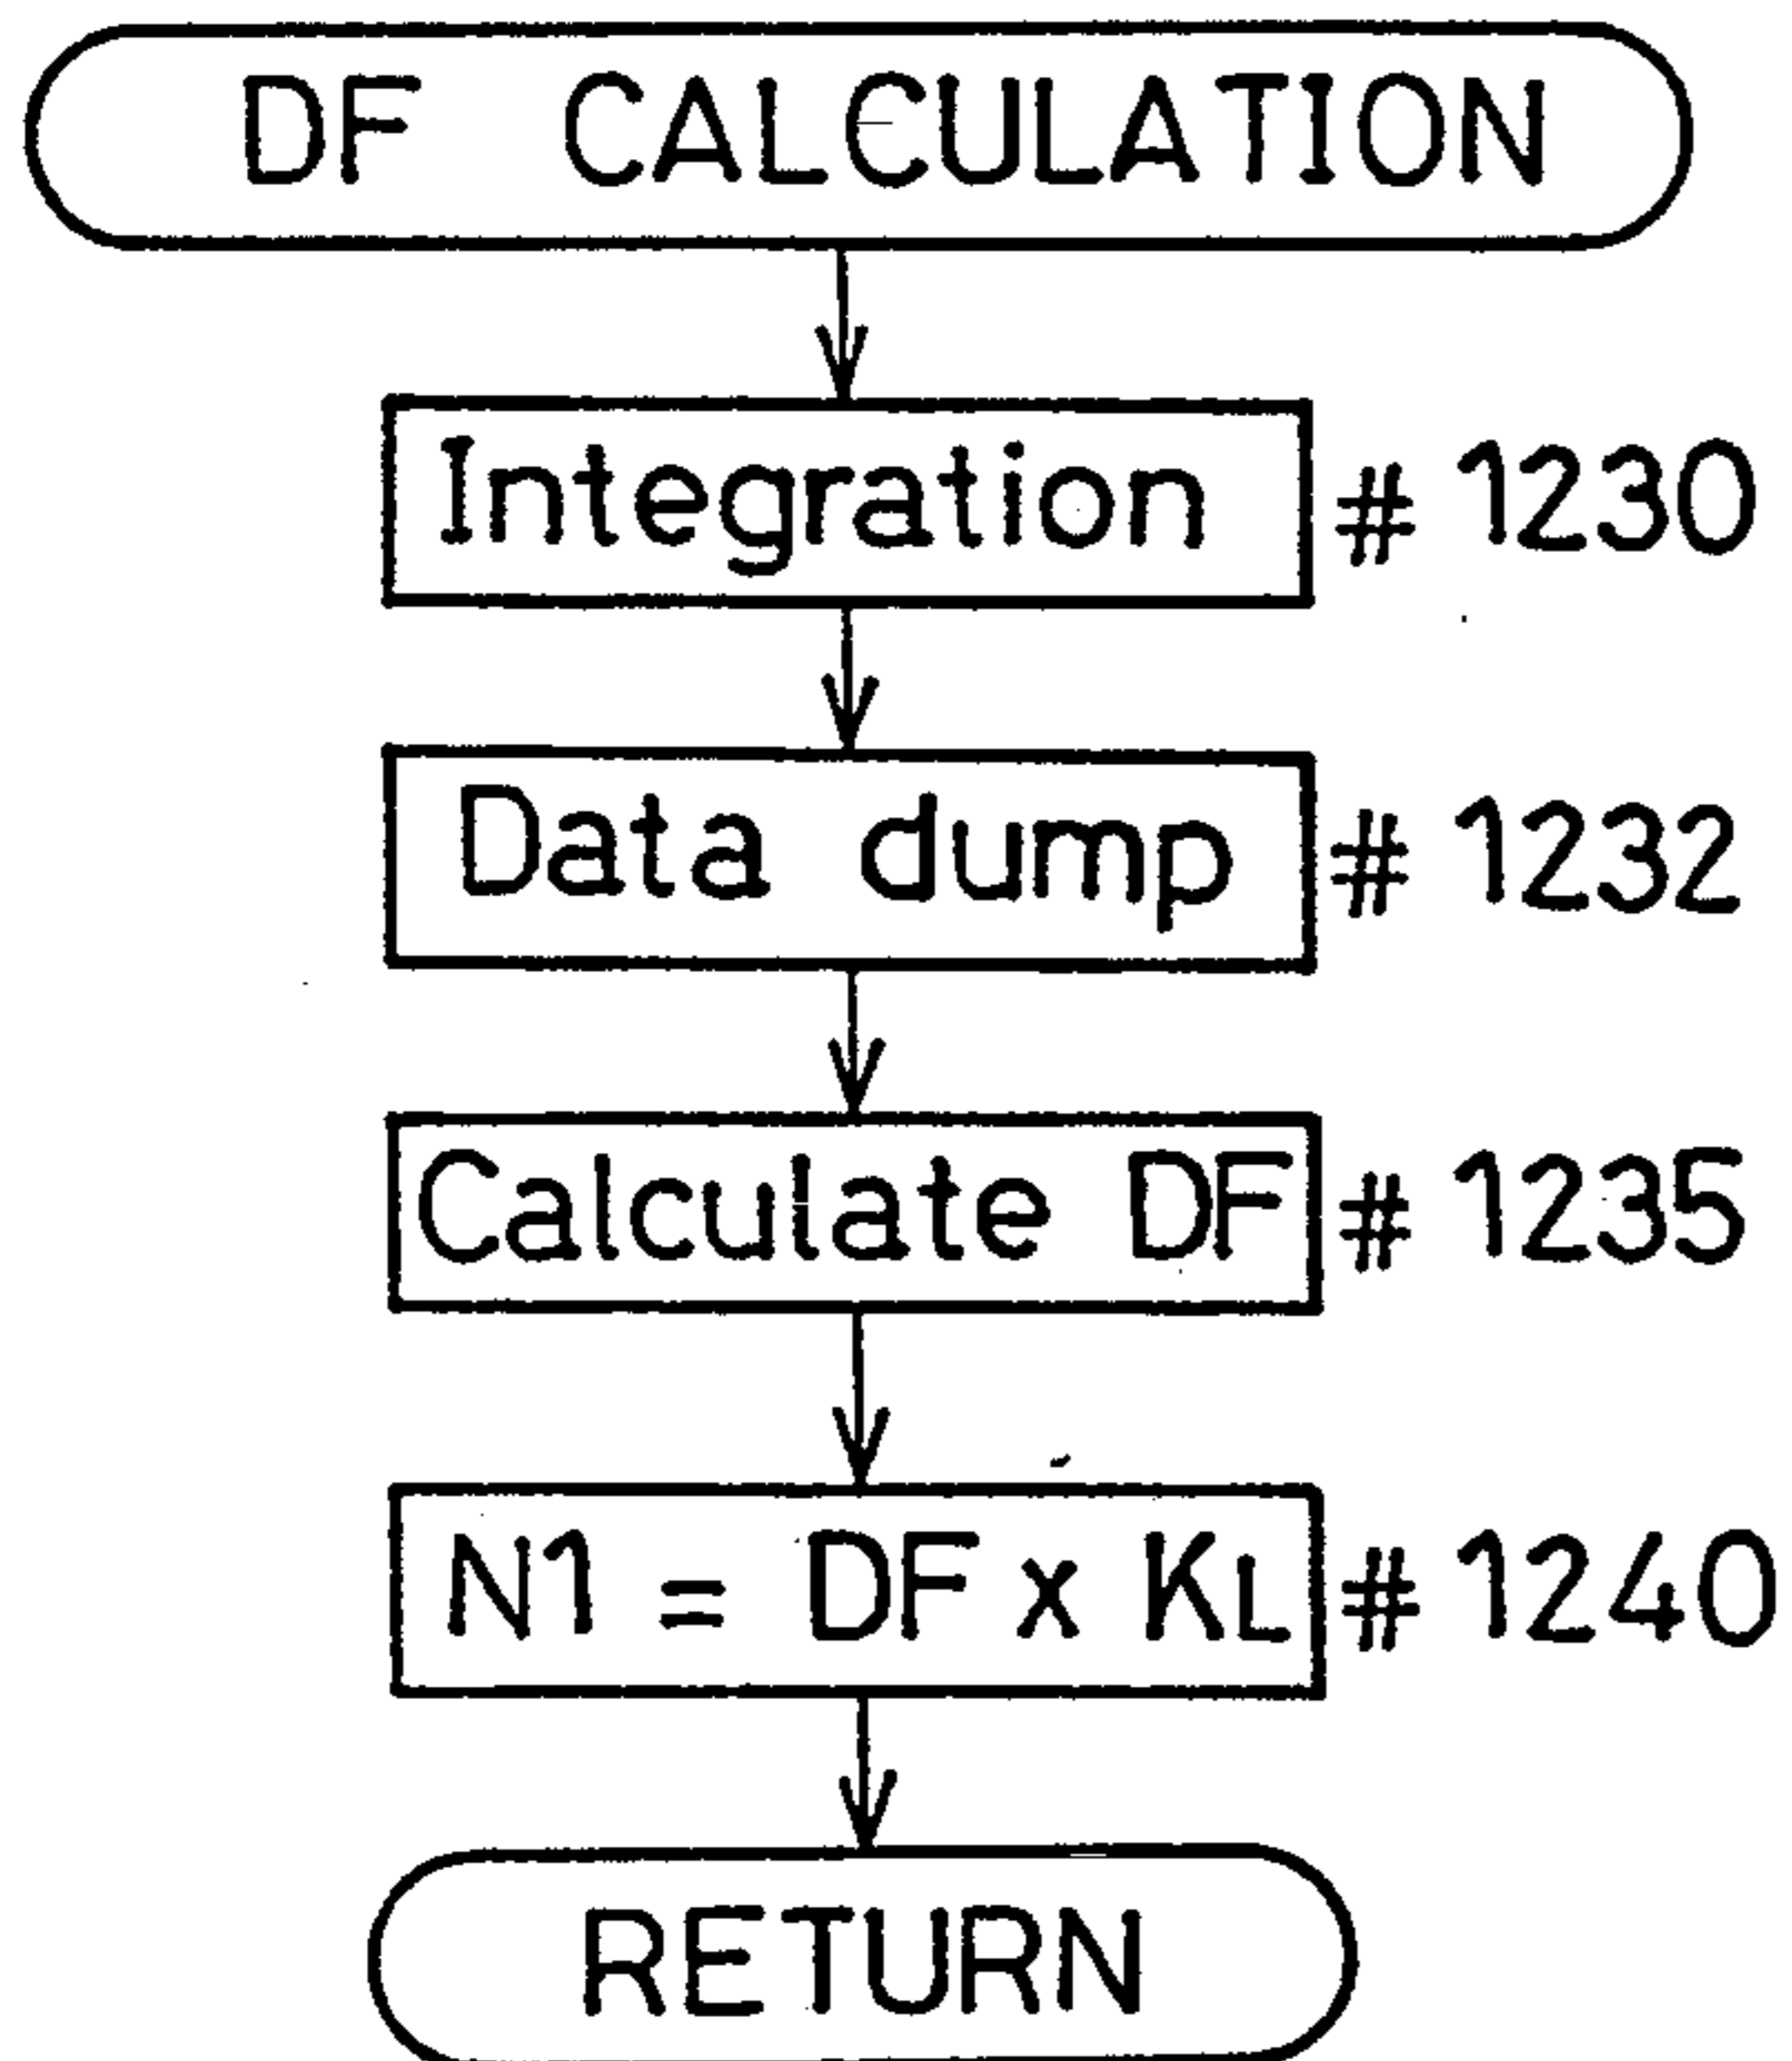 DF CALCULATION
Integration # 1230
Data dump # 1232
Calculate DF # 1235
N1 = DF x KL # 1240
RETURN